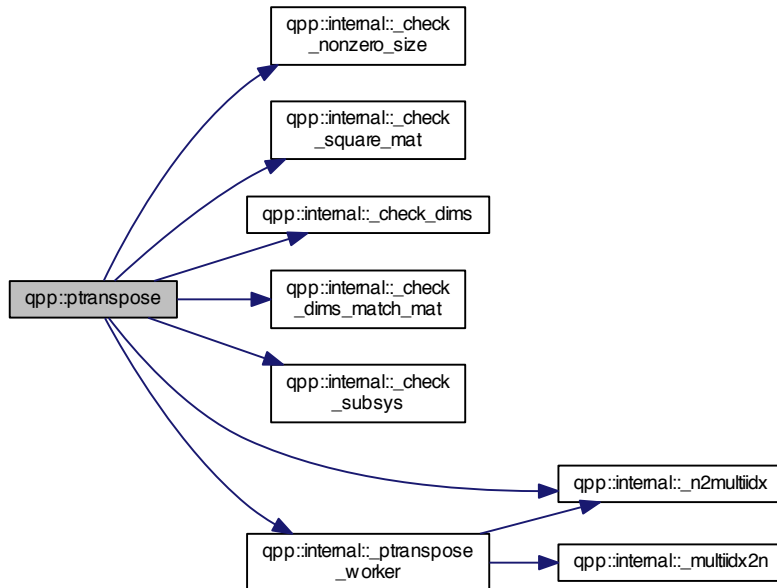 qpp::internal::_check
_nonzero_size
qpp::internal::_check
_square_mat
qpp::internal::_check_dims
qpp::ptranspose
qpp::internal::_check
_dims_match_mat
qpp::internal::_check
_subsys
qpp::internal::_n2multiidx
qpp::internal::_ptranspose
_worker
qpp::internal::_multiidx2n